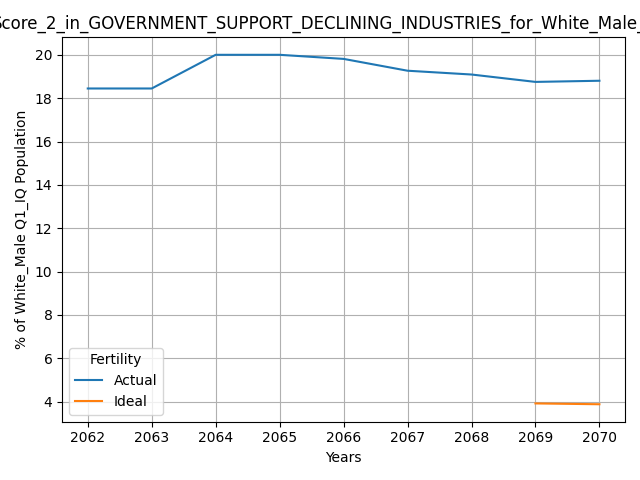 Score_2_in_GOVERNMENT_SUPPORT_DECLINING_INDUSTRIES_for_White_Male_
% of White_Male Q1_IQ Population
20
18
16
14
12
10
8
6
4
Fertility
Actual
Ideal
2062 2063 2064 2065 2066 2067 2068 2069 2070
Years